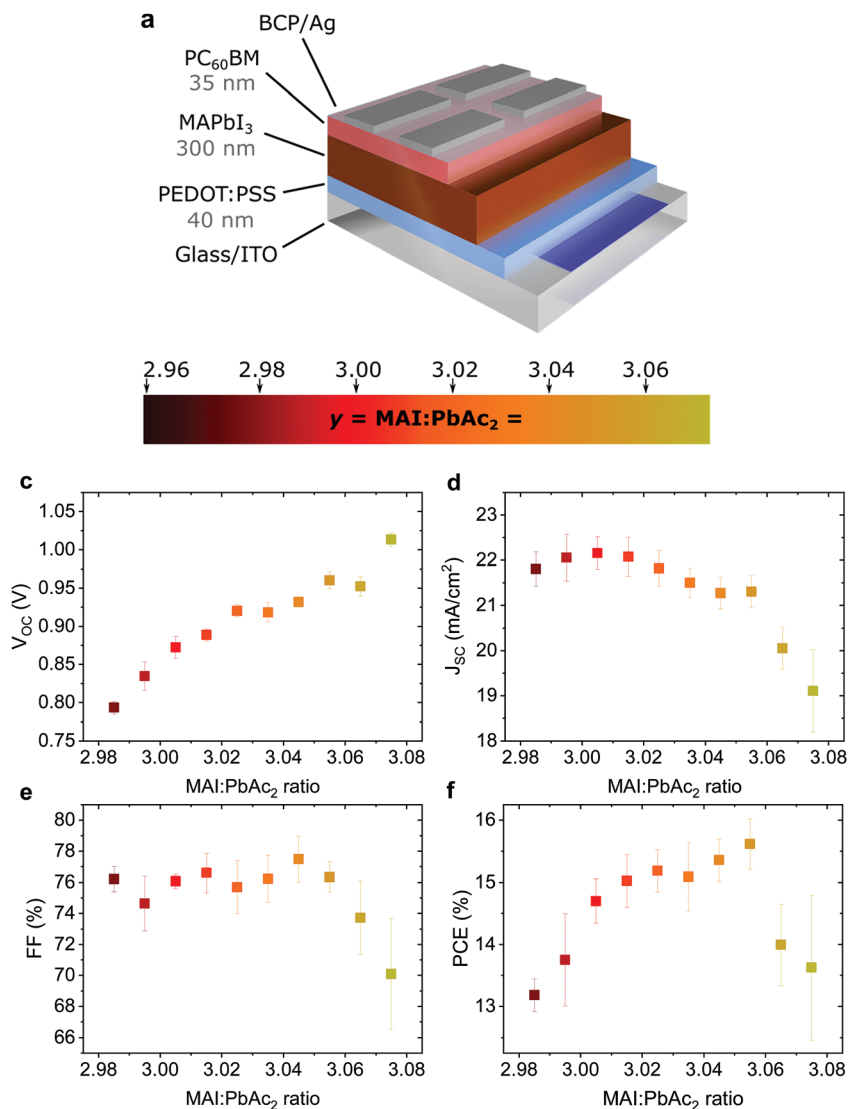 a
BCP/Ag
PC₆₀BM
35 nm
MAPbI₃
300 nm
PEDOT:PSS
40 nm
Glass/ITO
2.96 2.98 3.00 3.02 3.04 3.06
y = MAI:PbAc₂ =
c
1.05
1.00
0.95
0.90
0.85
0.80
0.75
V_OC (V)
2.98 3.00 3.02 3.04 3.06 3.08
MAI:PbAc₂ ratio
d
23
22
21
20
19
18
J_SC (mA/cm²)
2.98 3.00 3.02 3.04 3.06 3.08
MAI:PbAc₂ ratio
e
80
78
76
74
72
70
68
66
FF (%)
2.98 3.00 3.02 3.04 3.06 3.08
MAI:PbAc₂ ratio
f
16
15
14
13
PCE (%)
2.98 3.00 3.02 3.04 3.06 3.08
MAI:PbAc₂ ratio